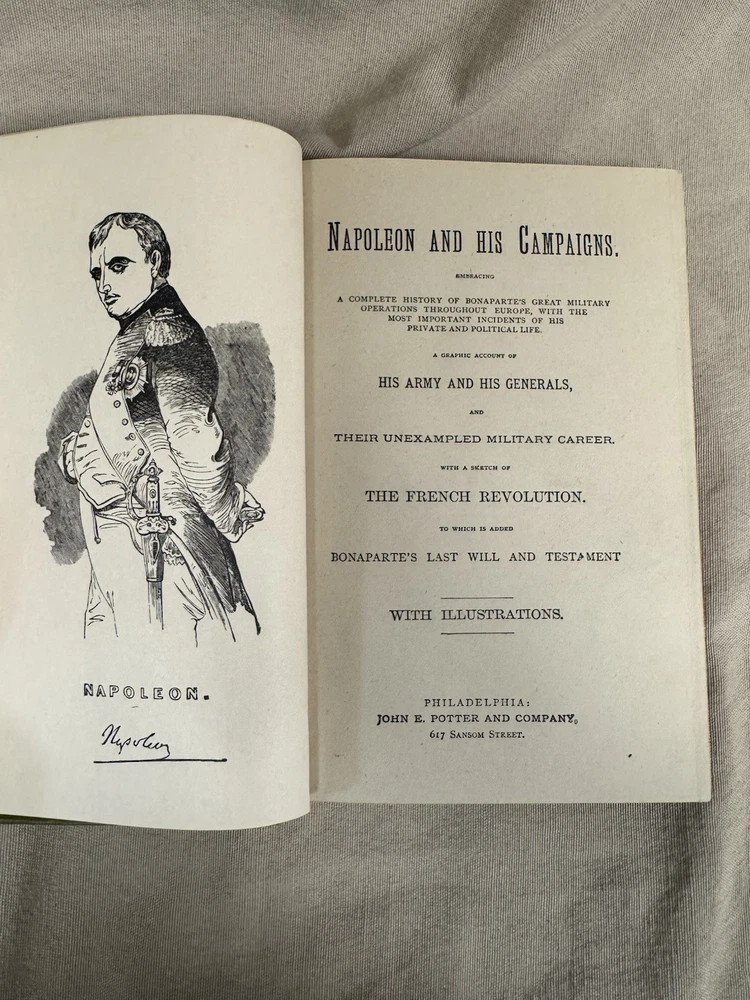 NAPOLEON.
Napoleon
NAPOLEON AND HIS CAMPAIGNS.
EMBRACING
A COMPLETE HISTORY OF BONAPARTE'S GREAT MILITARY
OPERATIONS THROUGHOUT EUROPE, WITH THE
MOST IMPORTANT INCIDENTS OF HIS
PRIVATE AND POLITICAL LIFE.
A GRAPHIC ACCOUNT OF
HIS ARMY AND HIS GENERALS,
AND
THEIR UNEXAMPLED MILITARY CAREER.
WITH A SKETCH OF
THE FRENCH REVOLUTION.
TO WHICH IS ADDED
BONAPARTE'S LAST WILL AND TESTAMENT
WITH ILLUSTRATIONS.
PHILADELPHIA:
JOHN E. POTTER AND COMPANY,
617 SANSOM STREET.